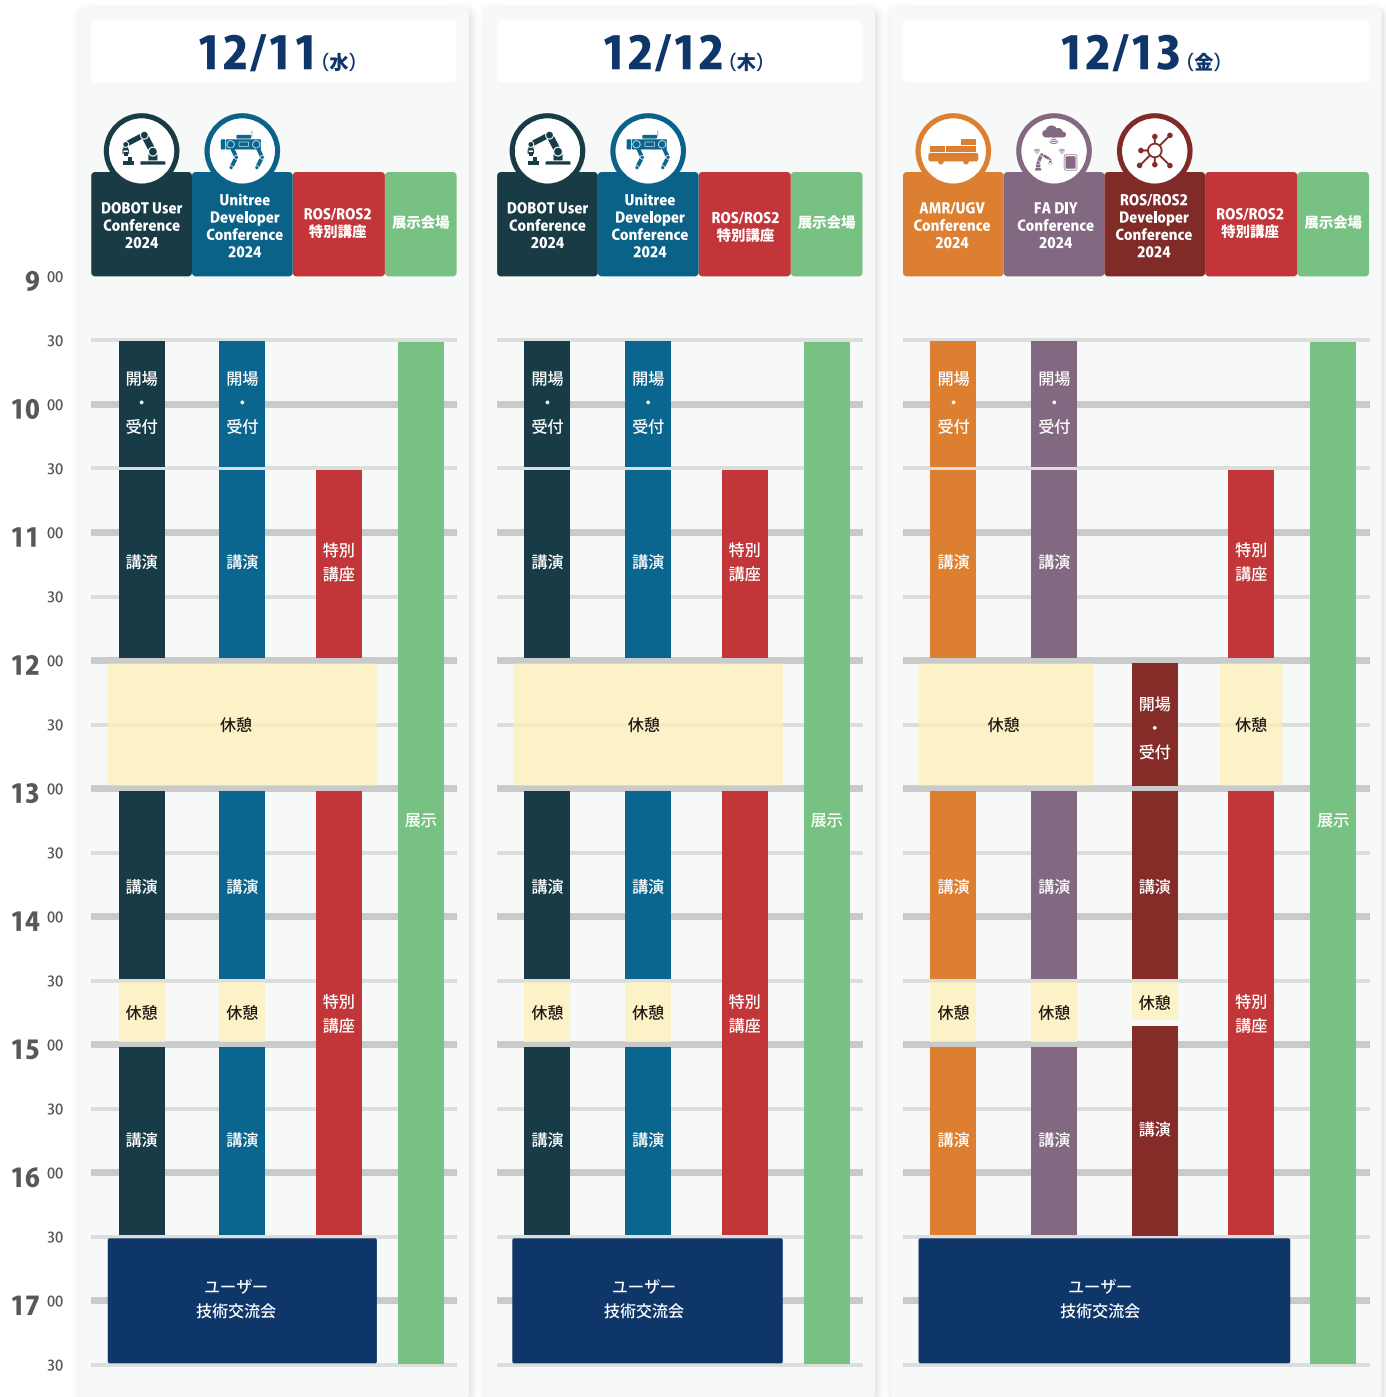 12/11(水)
DOBOT User
Conference
2024
Unitree
Developer
Conference
2024
ROS/ROS2
特別講座
展示会場
12/12(木)
DOBOT User
Conference
2024
Unitree
Developer
Conference
2024
ROS/ROS2
特別講座
展示会場
12/13(金)
AMR/UGV
Conference
2024
FA DIY
Conference
2024
ROS/ROS2
Developer
Conference
2024
ROS/ROS2
特別講座
展示会場
9 00
30
10 00
30
11 00
30
12 00
30
13 00
30
14 00
30
15 00
30
16 00
30
17 00
30
開場
・
受付
講演
休憩
講演
休憩
講演
開場
・
受付
講演
講演
休憩
講演
特別
講座
特別
講座
展示
ユーザー
技術交流会
開場
・
受付
講演
休憩
講演
休憩
講演
開場
・
受付
講演
講演
休憩
講演
特別
講座
特別
講座
展示
ユーザー
技術交流会
開場
・
受付
講演
休憩
講演
休憩
講演
開場
・
受付
講演
講演
休憩
講演
開場
・
受付
講演
休憩
講演
特別
講座
休憩
特別
講座
展示
ユーザー
技術交流会